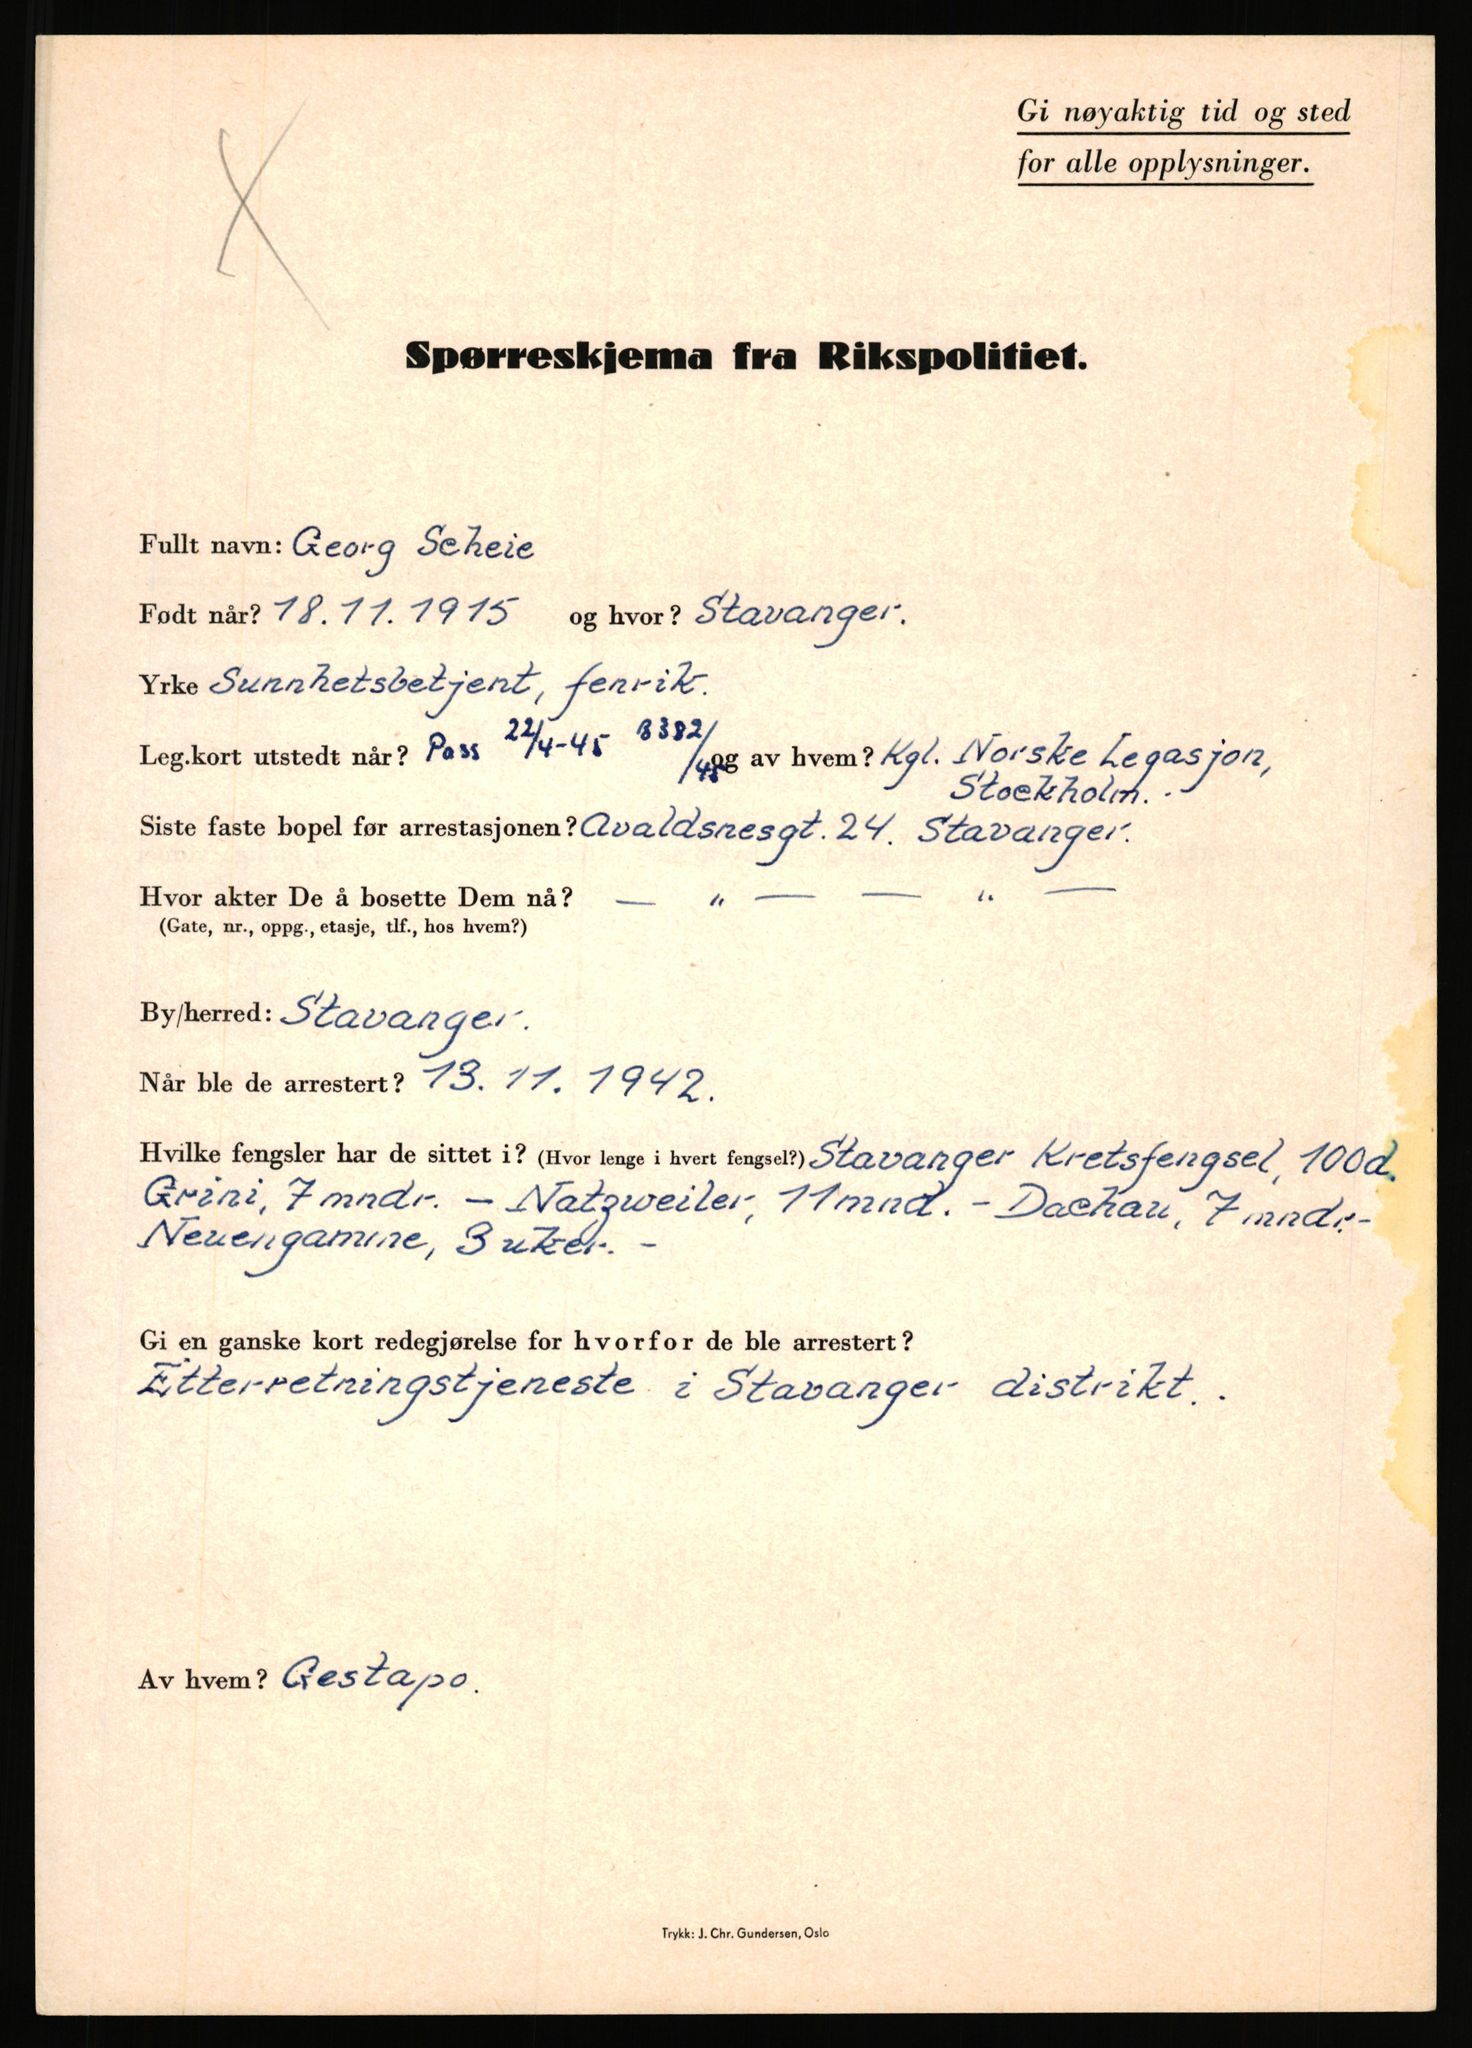 Gi nøyaktig tid og sted
for alle opplysninger.
Spørreskjema fra Rikspolitiet.
Fullt navn: Georg Scheie
Født når? 18.11.1915 og hvor? Stavanger.
Yrke Sunnhetsbetjent, fenrik.
Leg.kort utstedt når? Pass 22/4-45 B382/45 og av hvem? Kgl. Norske Legasjon,
Stockholm.
Siste faste bopel før arrestasjonen? Avaldsnesgt. 24. Stavanger.
Hvor akter De å bosette Dem nå? — „ — — „ —
(Gate, nr., oppg., etasje, tlf., hos hvem?)
By/herred: Stavanger.
Når ble de arrestert? 13. 11. 1942.
Hvilke fengsler har de sittet i? (Hvor lenge i hvert fengsel?) Stavanger Kretsfengsel, 100d.
Grini, 7 mndr. – Natzweiler, 11 mnd. – Dachau, 7 mndr.–
Neuengamme, 3 uker. –
Gi en ganske kort redegjørelse for hvorfor de ble arrestert?
Etterretningstjeneste i Stavanger distrikt. .
Av hvem? Gestapo.
Trykk: J. Chr. Gundersen, Oslo